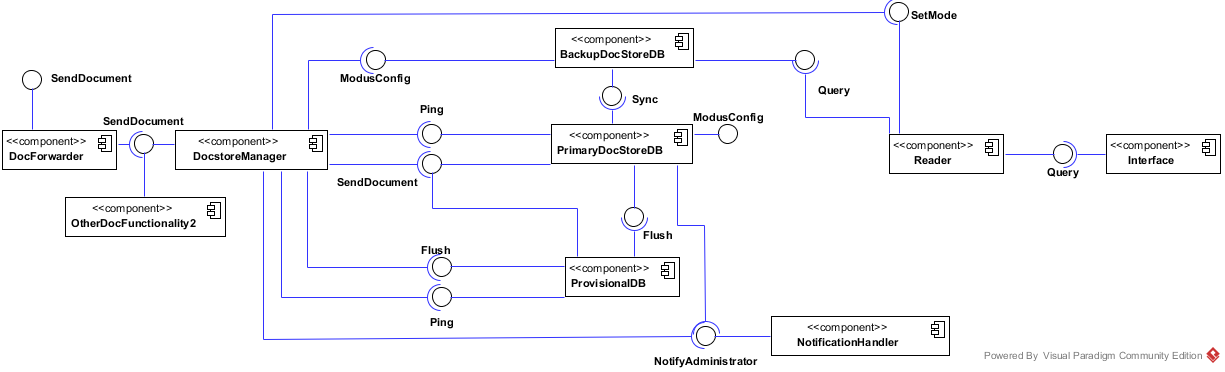 SetMode
<<component>>
BackupDocStoreDB
ModusConfig
Query
SendDocument
Sync
Ping
ModusConfig
SendDocument
<<component>>
DocForwarder
<<component>>
DocstoreManager
<<component>>
PrimaryDocStoreDB
<<component>>
Reader
<<component>>
Interface
Query
SendDocument
<<component>>
OtherDocFunctionality2
Flush
Flush
<<component>>
ProvisionalDB
Ping
<<component>>
NotificationHandler
NotifyAdministrator
Powered By Visual Paradigm Community Edition